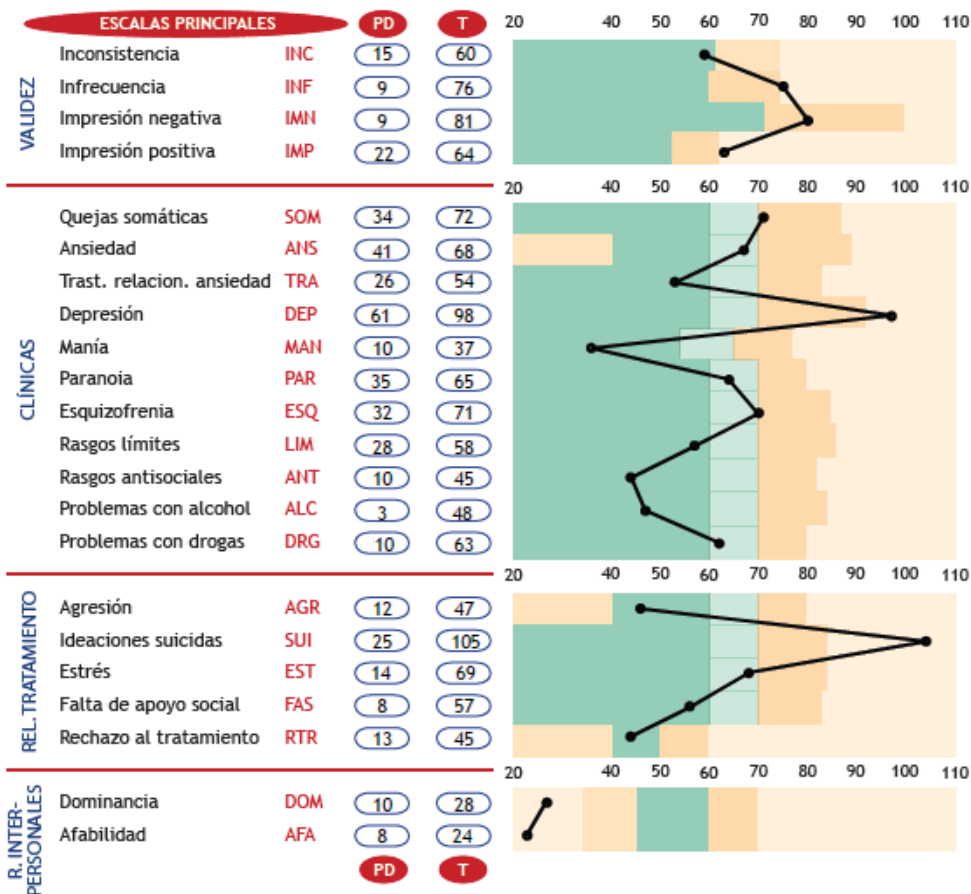 ESCALAS PRINCIPALES PD T 20 40 50 60 70 80 90 100 110
VALIDEZ
Inconsistencia INC 15 60
Infrecuencia INF 9 76
Impresión negativa IMN 9 81
Impresión positiva IMP 22 64
20 40 50 60 70 80 90 100 110
CLÍNICAS
Quejas somáticas SOM 34 72
Ansiedad ANS 41 68
Trast. relacion. ansiedad TRA 26 54
Depresión DEP 61 98
Manía MAN 10 37
Paranoia PAR 35 65
Esquizofrenia ESQ 32 71
Rasgos límites LIM 28 58
Rasgos antisociales ANT 10 45
Problemas con alcohol ALC 3 48
Problemas con drogas DRG 10 63
20 40 50 60 70 80 90 100 110
REL. TRATAMIENTO
Agresión AGR 12 47
Ideaciones suicidas SUI 25 105
Estrés EST 14 69
Falta de apoyo social FAS 8 57
Rechazo al tratamiento RTR 13 45
20 40 50 60 70 80 90 100 110
R. INTER-
PERSONALES
Dominancia DOM 10 28
Afabilidad AFA 8 24
PD T